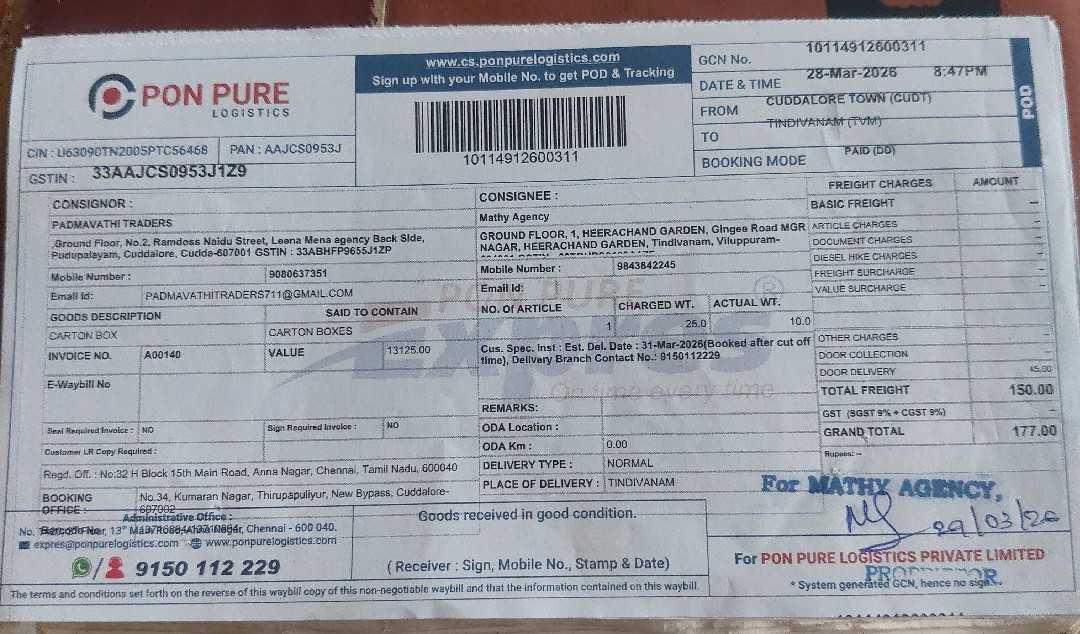 PON PURE
LOGISTICS
CIN : U63090TN2005PTC56468
PAN : AAJCS0953J
GSTIN : 33AAJCS0953J1Z9
www.cs.ponpurelogistics.com
Sign up with your Mobile No. to get POD & Tracking
10114912600311
GCN No. 10114912600311
DATE & TIME 28-Mar-2026 8:47PM
FROM CUDDALORE TOWN (CUDT)
TO TINDIVANAM (TVM)
BOOKING MODE PAID (DD)
POD
CONSIGNOR :
PADMAVATHI TRADERS
Ground Floor, No.2, Ramdoss Naidu Street, Leena Mena agency Back Side,
Pudupalayam, Cuddalore, Cudda-607001 GSTIN : 33ABHFP9655J1ZP
Mobile Number : 9080637351
Email Id: PADMAVATHITRADERS711@GMAIL.COM
GOODS DESCRIPTION SAID TO CONTAIN
CARTON BOX CARTON BOXES
INVOICE NO. A00140 VALUE 13125.00
E-Waybill No
Seal Required Invoice : NO Sign Required Invoice : NO
Customer LR Copy Required :
Regd. Off. : No:32 H Block 15th Main Road, Anna Nagar, Chennai, Tamil Nadu, 600040
BOOKING OFFICE : No.34, Kumaran Nagar, Thirupapuliyur, New Bypass, Cuddalore-
607002
CONSIGNEE :
Mathy Agency
GROUND FLOOR, 1, HEERACHAND GARDEN, Gingee Road MGR
NAGAR, HEERACHAND GARDEN, Tindivanam, Viluppuram-
Mobile Number : 9843842245
Email Id:
NO. Of ARTICLE CHARGED WT. ACTUAL WT.
1 25.0 10.0
Cus. Spec. Inst : Est. Del. Date : 31-Mar-2026(Booked after cut off
time), Delivery Branch Contact No.: 9150112229
PON PURE
Expres
®
On time every time
REMARKS:
ODA Location :
ODA Km : 0.00
DELIVERY TYPE : NORMAL
PLACE OF DELIVERY : TINDIVANAM
FREIGHT CHARGES AMOUNT
BASIC FREIGHT –
ARTICLE CHARGES –
DOCUMENT CHARGES –
DIESEL HIKE CHARGES –
FREIGHT SURCHARGE –
VALUE SURCHARGE –
OTHER CHARGES –
DOOR COLLECTION –
DOOR DELIVERY 45.00
TOTAL FREIGHT 150.00
GST (SGST 9% + CGST 9%) –
GRAND TOTAL 177.00
Rupees: --
Administrative Office :
Chennai - 600 040.
expres@ponpurelogistics.com www.ponpurelogistics.com
9150 112 229
Goods received in good condition.
( Receiver : Sign, Mobile No., Stamp & Date)
For MATHY AGENCY,
29/03/26
For PON PURE LOGISTICS PRIVATE LIMITED
PROPRIETOR
* System generated GCN, hence no sign.
The terms and conditions set forth on the reverse of this waybill copy of this non-negotiable waybill and that the information contained on this waybill.